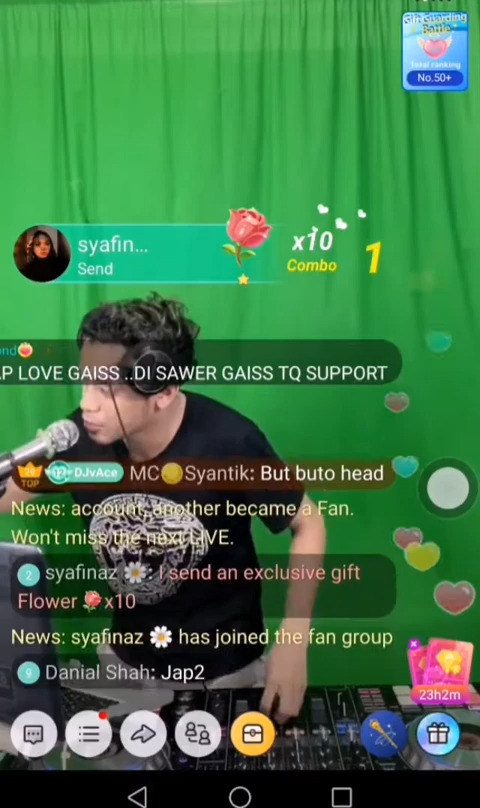 Gift Guarding
Battle
Total ranking
No.50+
syafin...
Send
x10
Combo
1
AP LOVE GAISS ..DI SAWER GAISS TQ SUPPORT
TOP
DJvAce MC Syantik: But buto head
News: account, another became a Fan.
Won't miss the next LIVE.
2 syafinaz : I send an exclusive gift
Flower x10
News: syafinaz has joined the fan group
9 Danial Shah: Jap2
23h2m